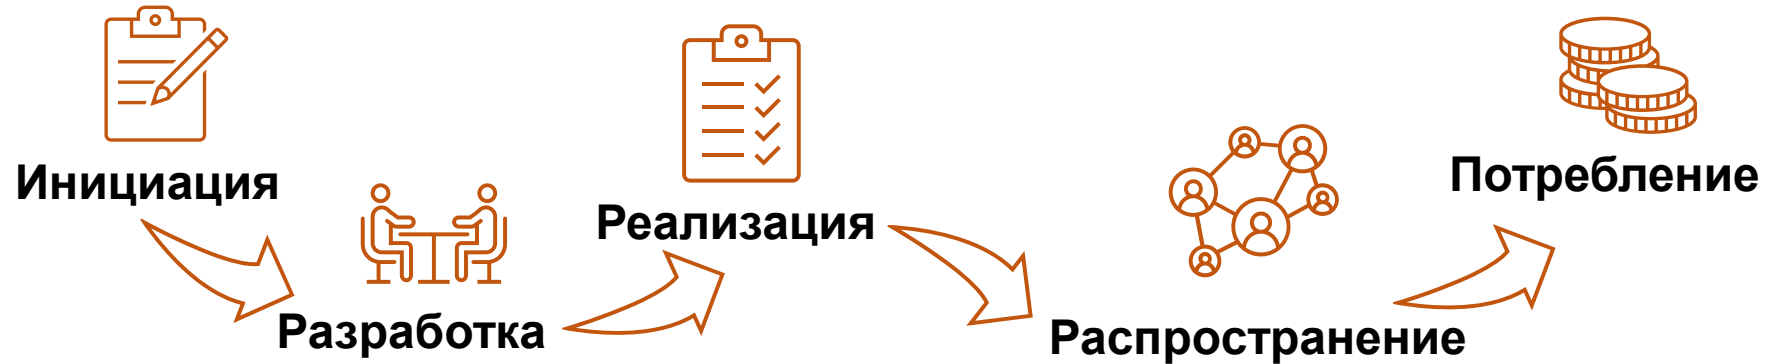 Инициация
Разработка
Реализация
Распространение
Потребление